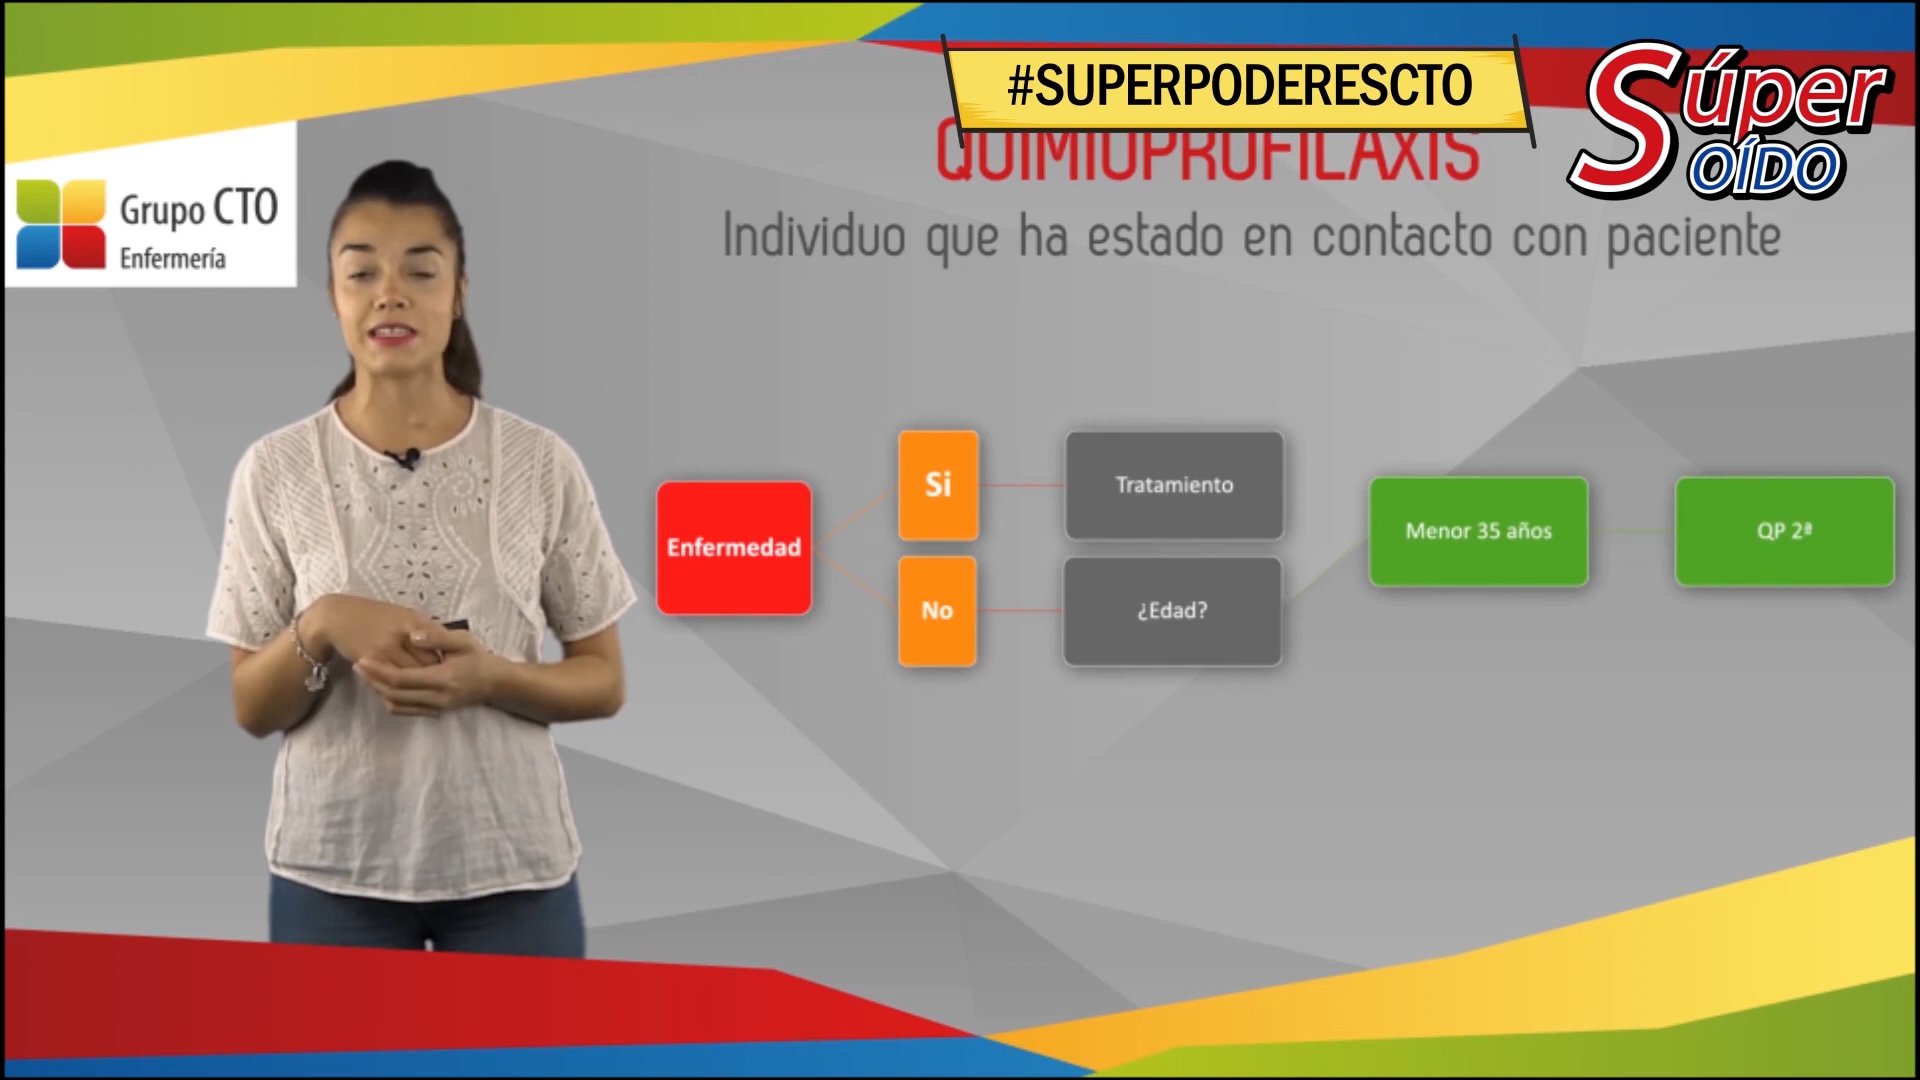 #SUPERPODERESCTO
Súper
OÍDO
QUIMIOPROFILAXIS
Individuo que ha estado en contacto con paciente
Grupo CTO
Enfermería
Enfermedad
Si
Tratamiento
No
¿Edad?
Menor 35 años
QP 2ª